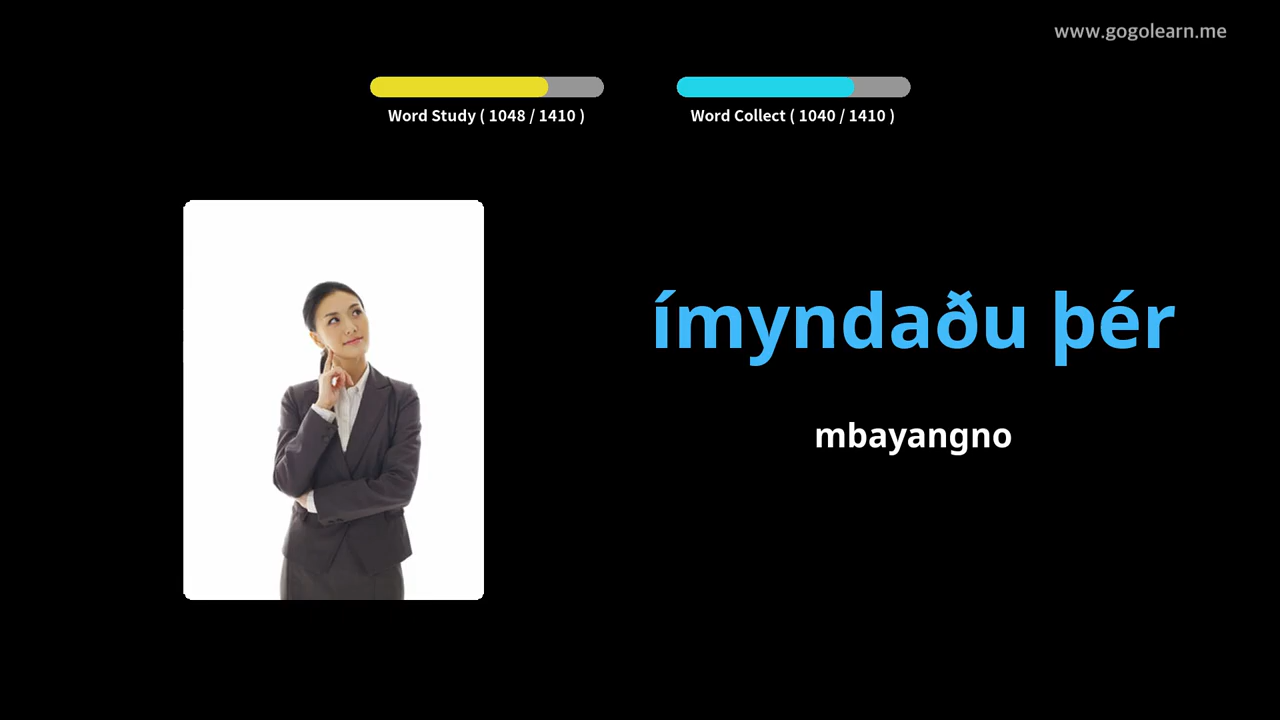 www.gogolearn.me
Word Study ( 1048 / 1410 )
Word Collect ( 1040 / 1410 )
ímyndaðu þér
mbayangno